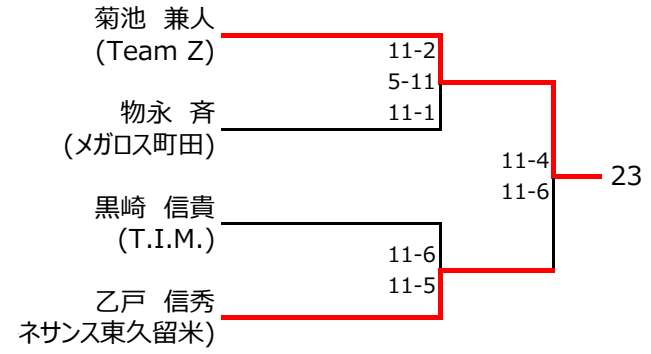 菊池 兼人
(Team Z)
11-2
5-11
物永 斉
11-1
(メガロス町田)
11-4
23
11-6
黒崎 信貴
(T.I.M.)
11-6
11-5
乙戸 信秀
ネサンス東久留米)